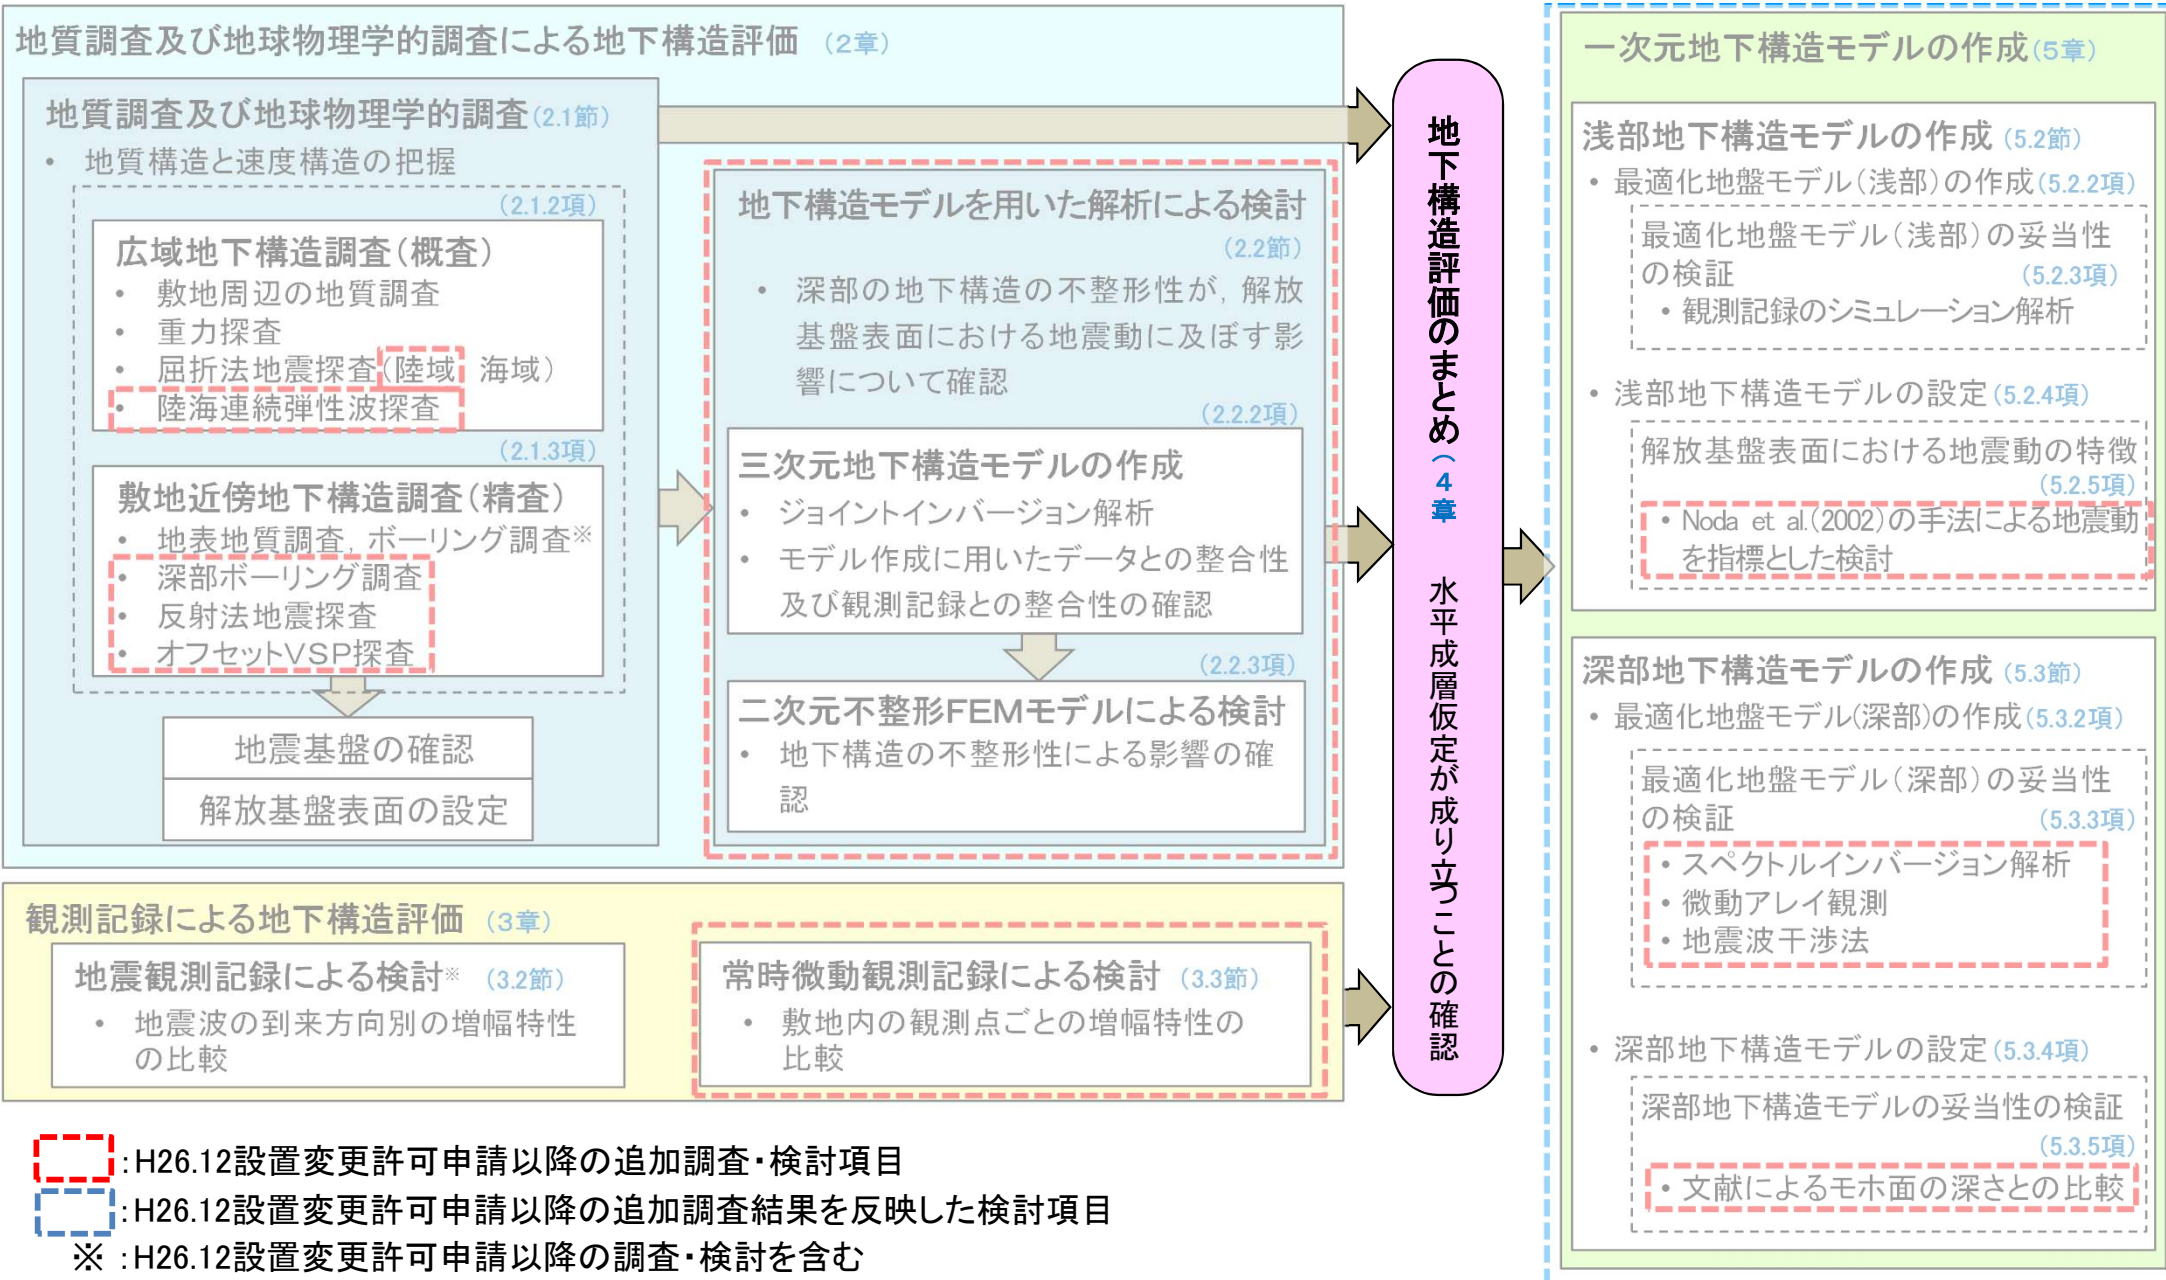 地質調査及び地球物理学的調査による地下構造評価 (2章)
地質調査及び地球物理学的調査(2.1節)
• 地質構造と速度構造の把握
(2.1.2項)
広域地下構造調査(概査)
• 敷地周辺の地質調査
• 重力探査
• 屈折法地震探査(陸域 海域)
• 陸海連続弾性波探査
(2.1.3項)
敷地近傍地下構造調査(精査)
• 地表地質調査, ボーリング調査※
• 深部ボーリング調査
• 反射法地震探査
• オフセットVSP探査
地震基盤の確認
解放基盤表面の設定
地下構造モデルを用いた解析による検討
(2.2節)
• 深部の地下構造の不整形性が, 解放
基盤表面における地震動に及ぼす影
響について確認
(2.2.2項)
三次元地下構造モデルの作成
• ジョイントインバージョン解析
• モデル作成に用いたデータとの整合性
及び観測記録との整合性の確認
(2.2.3項)
二次元不整形FEMモデルによる検討
• 地下構造の不整形性による影響の確
認
観測記録による地下構造評価 (3章)
地震観測記録による検討※ (3.2節)
• 地震波の到来方向別の増幅特性
の比較
常時微動観測記録による検討 (3.3節)
• 敷地内の観測点ごとの増幅特性の
比較
地下構造評価のまとめ(4章) 水平成層仮定が成り立つことの確認
一次元地下構造モデルの作成(5章)
浅部地下構造モデルの作成 (5.2節)
• 最適化地盤モデル(浅部)の作成(5.2.2項)
最適化地盤モデル(浅部)の妥当性
の検証 (5.2.3項)
• 観測記録のシミュレーション解析
• 浅部地下構造モデルの設定(5.2.4項)
解放基盤表面における地震動の特徴
(5.2.5項)
• Noda et al.(2002)の手法による地震動
を指標とした検討
深部地下構造モデルの作成 (5.3節)
• 最適化地盤モデル(深部)の作成(5.3.2項)
最適化地盤モデル(深部)の妥当性
の検証 (5.3.3項)
• スペクトルインバージョン解析
• 微動アレイ観測
• 地震波干渉法
• 深部地下構造モデルの設定(5.3.4項)
深部地下構造モデルの妥当性の検証
(5.3.5項)
• 文献によるモホ面の深さとの比較
:H26.12設置変更許可申請以降の追加調査・検討項目
:H26.12設置変更許可申請以降の追加調査結果を反映した検討項目
※ :H26.12設置変更許可申請以降の調査・検討を含む